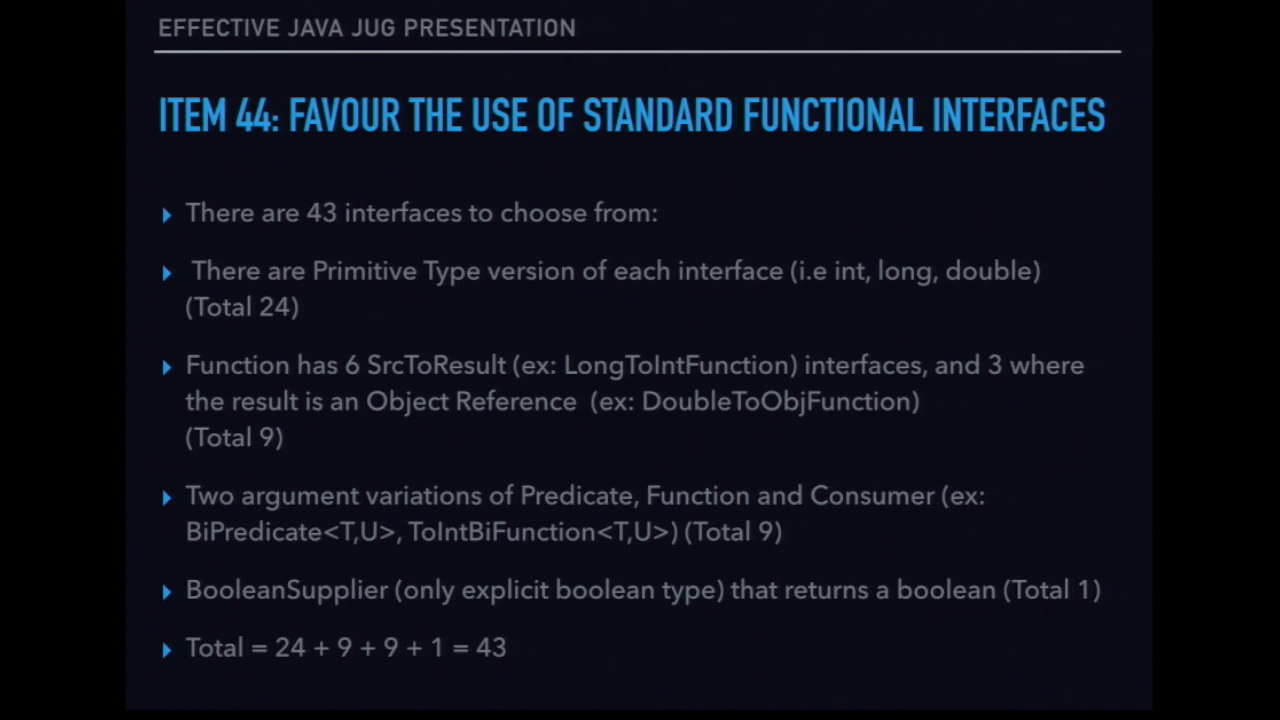 EFFECTIVE JAVA JUG PRESENTATION
ITEM 44: FAVOUR THE USE OF STANDARD FUNCTIONAL INTERFACES
There are 43 interfaces to choose from:
There are Primitive Type version of each interface (i.e int, long, double)
(Total 24)
Function has 6 SrcToResult (ex: LongToIntFunction) interfaces, and 3 where
the result is an Object Reference (ex: DoubleToObjFunction)
(Total 9)
Two argument variations of Predicate, Function and Consumer (ex:
BiPredicate<T,U>, ToIntBiFunction<T,U>) (Total 9)
BooleanSupplier (only explicit boolean type) that returns a boolean (Total 1)
Total = 24 + 9 + 9 + 1 = 43